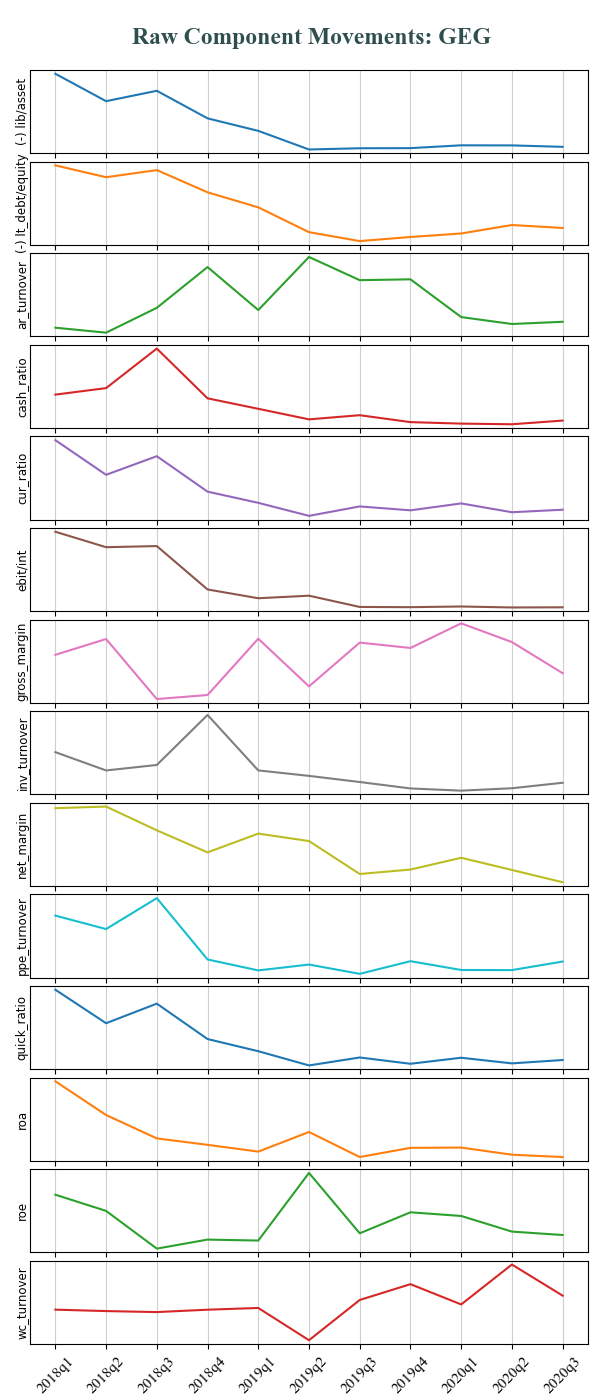 Raw Component Movements: GEG
(-) lib/asset
(-) lt_debt/equity
ar_turnover
cash_ratio
cur_ratio
ebit/int
gross_margin
inv_turnover
net_margin
ppe_turnover
quick_ratio
roa
roe
wc_turnover
2018q1 2018q2 2018q3 2018q4 2019q1 2019q2 2019q3 2019q4 2020q1 2020q2 2020q3